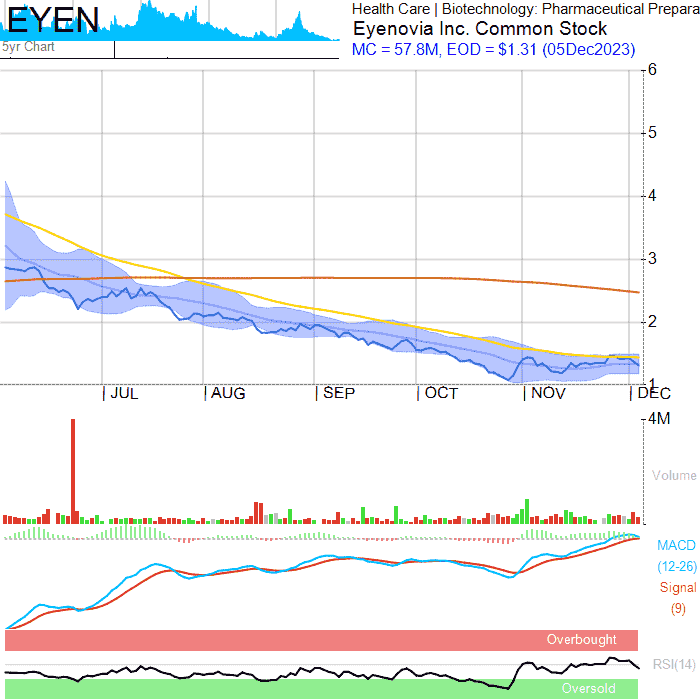 EYEN
5yr Chart
Health Care | Biotechnology: Pharmaceutical Prepara
Eyenovia Inc. Common Stock
MC = 57.8M, EOD = $1.31 (05Dec2023)
6
5
4
3
2
1
JUL
AUG
SEP
OCT
NOV
DEC
4M
Volume
MACD
(12-26)
Signal
(9)
Overbought
RSI(14)
Oversold